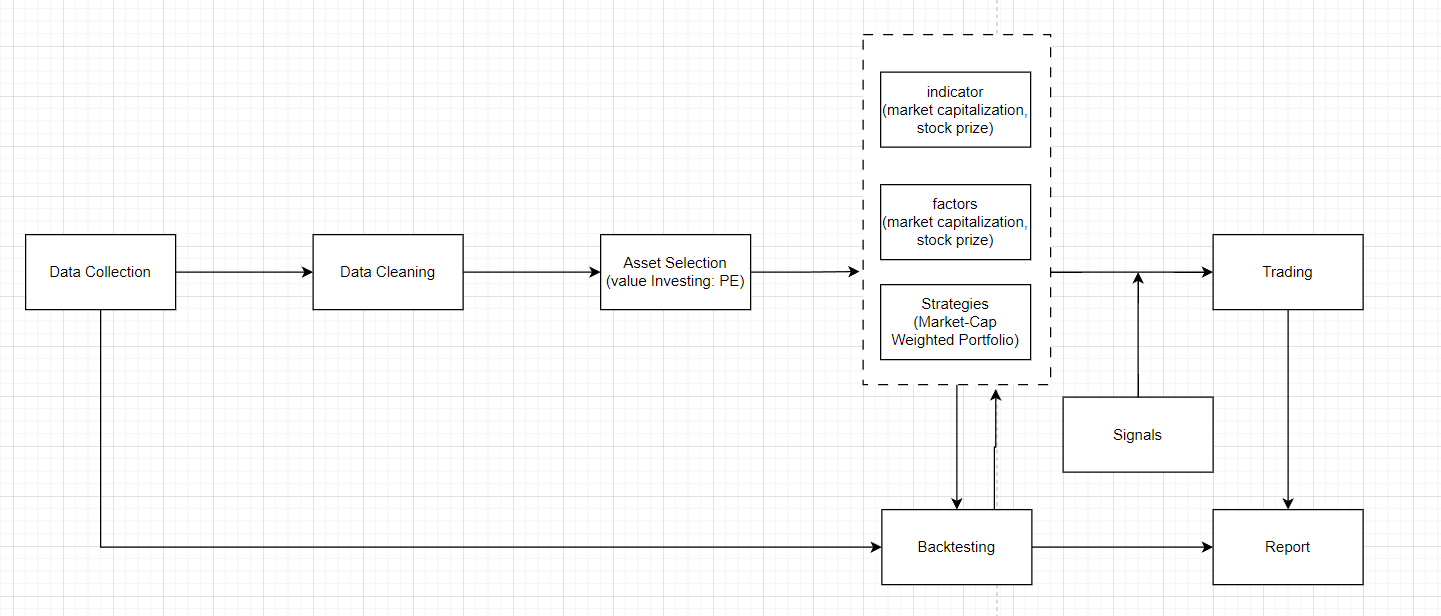 indicator
(market capitalization,
stock prize)
factors
(market capitalization,
stock prize)
Data Collection
Data Cleaning
Asset Selection
(value Investing: PE)
Trading
Strategies
(Market-Cap
Weighted Portfolio)
Signals
Backtesting
Report